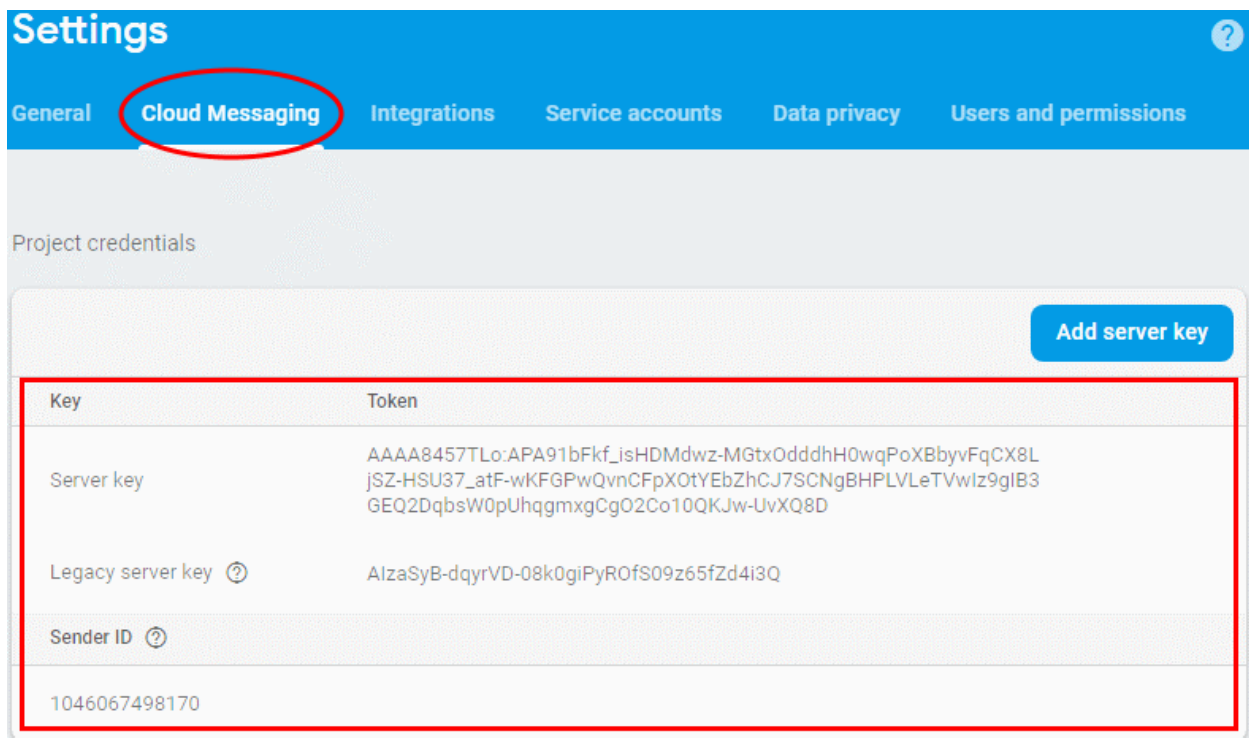 Settings
General Cloud Messaging Integrations Service accounts Data privacy Users and permissions
Project credentials
Add server key
Key Token
Server key
AAAA8457TLo:APA91bFkf_isHDMdwz-MGtxOdddhH0wqPoXBbyvFqCX8L
jSZ-HSU37_atF-wKFGPwQvnCFpXOtYEbZhCJ7SCNgBHPLVLeTVwIz9gIB3
GEQ2DqbsW0pUhqgmxgCgO2Co10QKJw-UvXQ8D
Legacy server key AIzaSyB-dqyrVD-08k0giPyROfS09z65fZd4i3Q
Sender ID
1046067498170